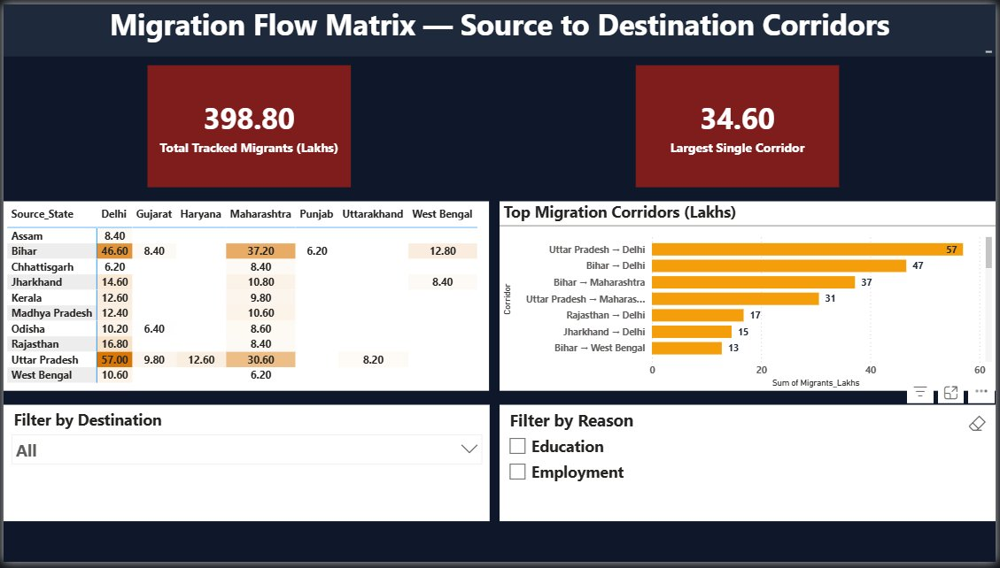 Migration Flow Matrix — Source to Destination Corridors
398.80
Total Tracked Migrants (Lakhs)
34.60
Largest Single Corridor
Source_State Delhi Gujarat Haryana Maharashtra Punjab Uttarakhand West Bengal
Assam 8.40
Bihar 46.60 8.40 37.20 6.20 12.80
Chhattisgarh 6.20 8.40
Jharkhand 14.60 10.80 8.40
Kerala 12.60 9.80
Madhya Pradesh 12.40 10.60
Odisha 10.20 6.40 8.60
Rajasthan 16.80 8.40
Uttar Pradesh 57.00 9.80 12.60 30.60 8.20
West Bengal 10.60 6.20
Top Migration Corridors (Lakhs)
Corridor
Uttar Pradesh → Delhi 57
Bihar → Delhi 47
Bihar → Maharashtra 37
Uttar Pradesh → Maharas... 31
Rajasthan → Delhi 17
Jharkhand → Delhi 15
Bihar → West Bengal 13
0 20 40 60
Sum of Migrants_Lakhs
Filter by Destination
All
Filter by Reason
Education
Employment